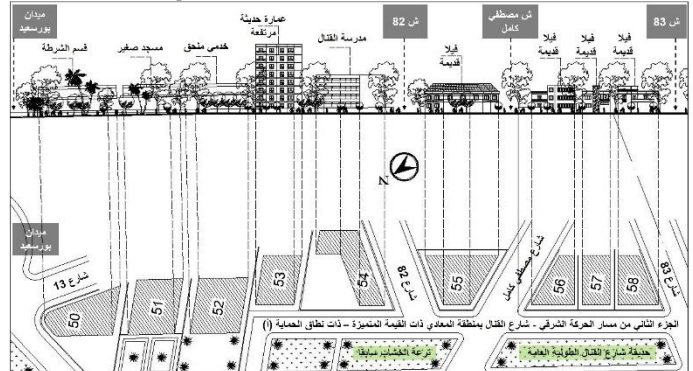 ميدان
بورسعيد
قسم الشرطة
مسجد صغير
خدمي منحق
عمارة حديثة
مرتفعة
مدرسة القتال
ش 82
فيلا
قديمة
ش مصطفي
كامل
فيلا
قديمة
فيلا
قديمة
فيلا
قديمة
ش 83
N
ميدان
بورسعيد
شارع 13
50
51
52
53
54
شارع 82
55
شارع مصطفى كامل
56
57
58
شارع 83
الجزء الثاني من مسار الحركة الشرقي - شارع القتال بمنطقة المعادي ذات القيمة المتميزة – ذات نطاق الحماية (أ)
ترعة الخشاب سابقا
حديقة شارع القتال الطولية العامة